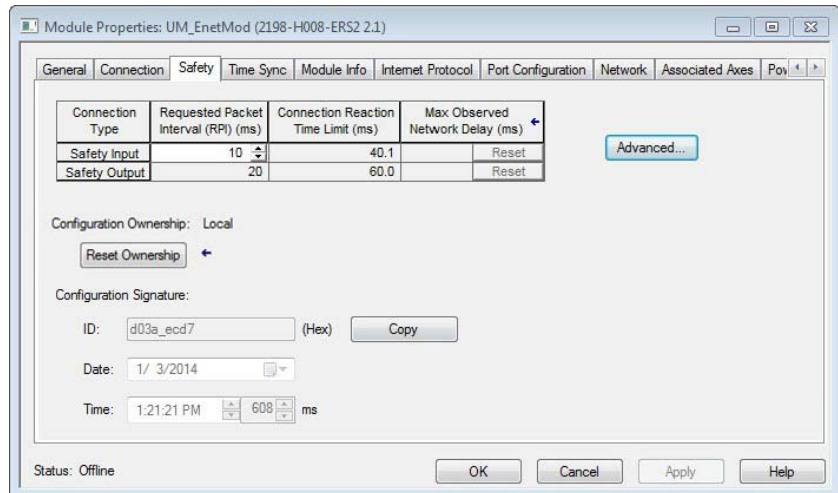 Module Properties: UM_EnetMod (2198-H008-ERS2 2.1)
General Connection Safety Time Sync Module Info Internet Protocol Port Configuration Network Associated Axes
Connection Type Requested Packet Interval (RPI) (ms) Connection Reaction Time Limit (ms) Max Observed Network Delay (ms)
Safety Input 10 40.1 Reset
Safety Output 20 60.0 Reset
Advanced...
Configuration Ownership: Local
Reset Ownership
Configuration Signature:
ID: d03a_ecd7 (Hex) Copy
Date: 1/ 3/2014
Time: 1:21:21 PM 608 ms
Status: Offline OK Cancel Apply Help